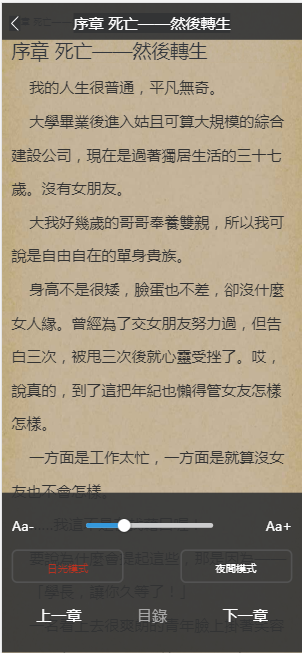 序章 死亡——然後轉生
序章 死亡——然後轉生
我的人生很普通，平凡無奇。
大學畢業後進入姑且可算大規模的綜合
建設公司，現在是過著獨居生活的三十七
歲。沒有女朋友。
大我好幾歲的哥哥奉養雙親，所以我可
說是自由自在的單身貴族。
身高不是很矮，臉蛋也不差，卻沒什麼
女人緣。曾經為了交女朋友努力過，但告
白三次，被甩三次後就心靈受挫了。哎，
說真的，到了這把年紀也懶得管女友怎樣
怎樣。
一方面是工作太忙，一方面是就算沒女
友也不會怎樣。
Aa- Aa+
日光模式 夜間模式
「學長，讓你久等了！」
上一章 目錄 下一章